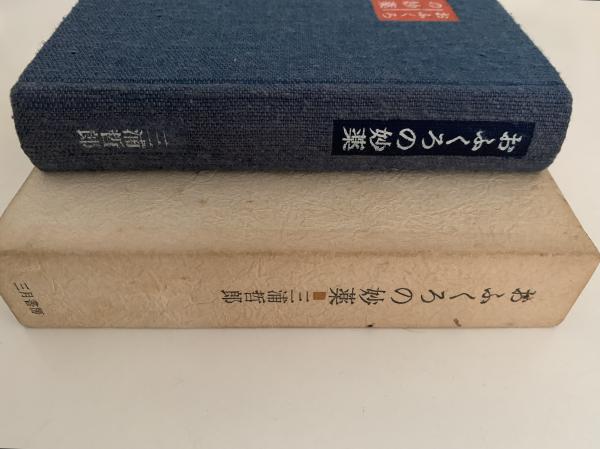 おふくろ
の妙薬
おふくろの妙薬
三浦哲郎
おふくろの妙薬 三浦哲郎
三月書房